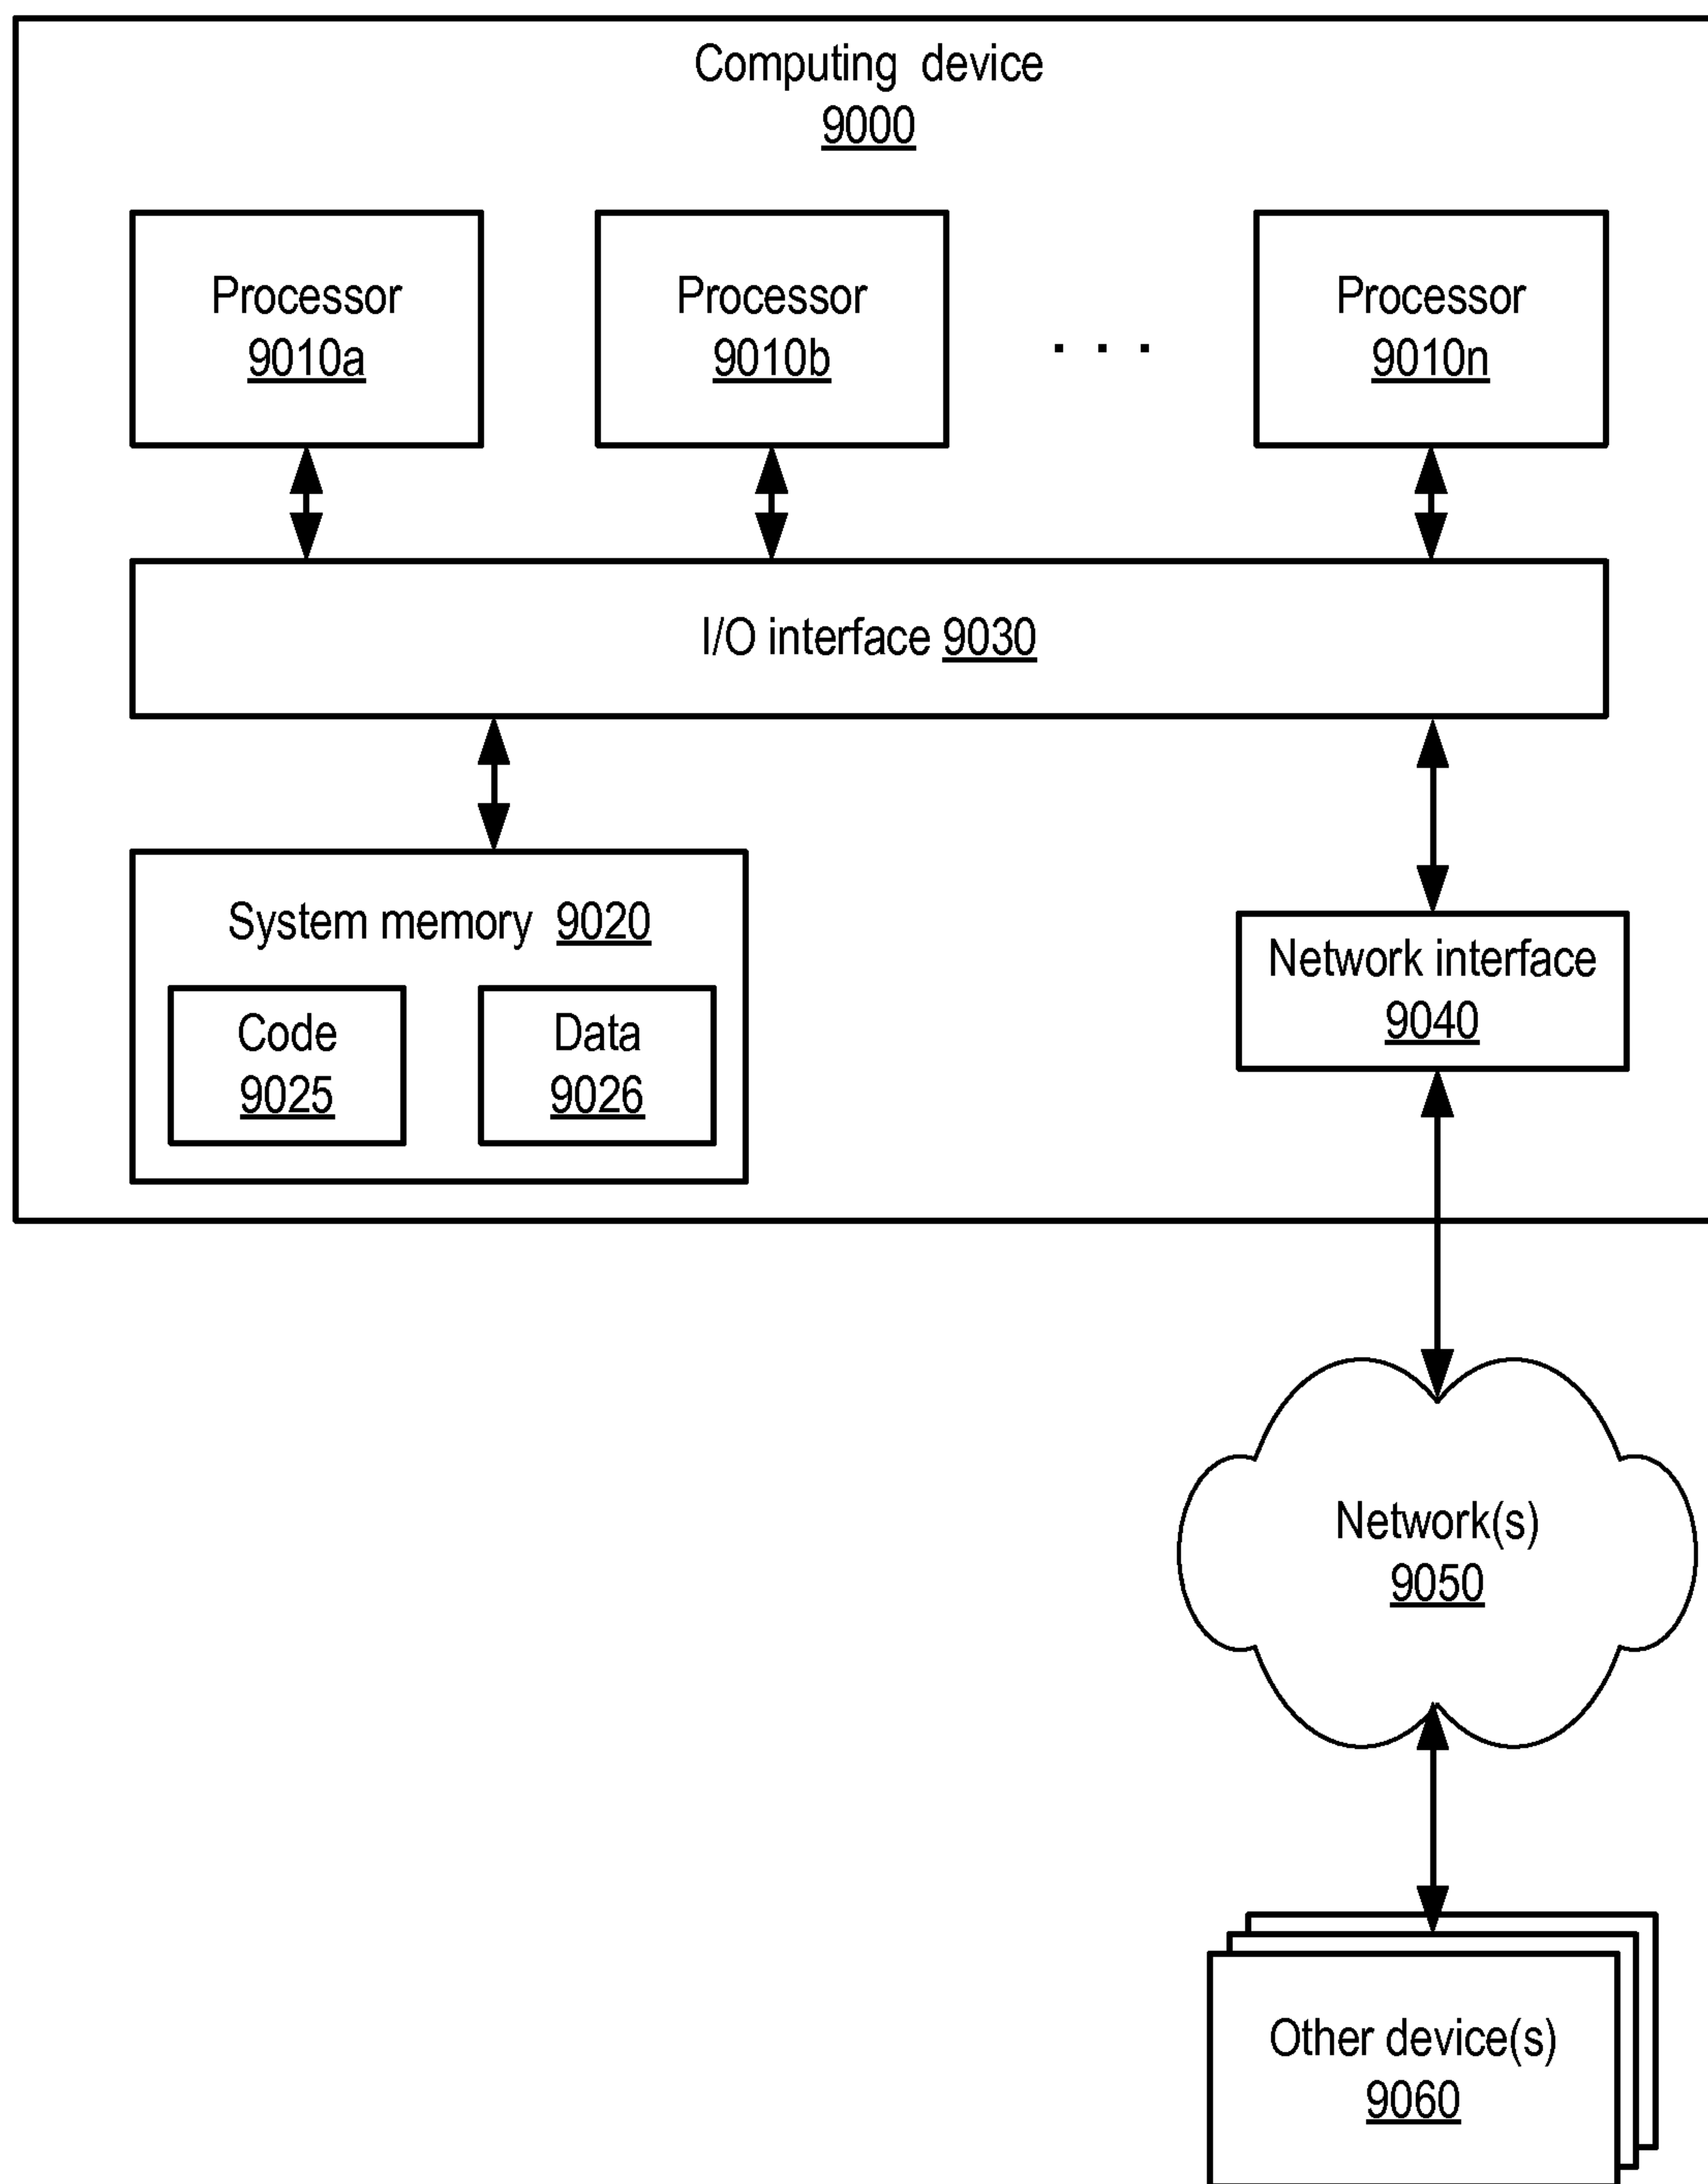 Computing device
9000
Processor
9010a
Processor
9010b
. . .
Processor
9010n
I/O interface 9030
System memory 9020
Code
9025
Data
9026
Network interface
9040
Network(s)
9050
Other device(s)
9060